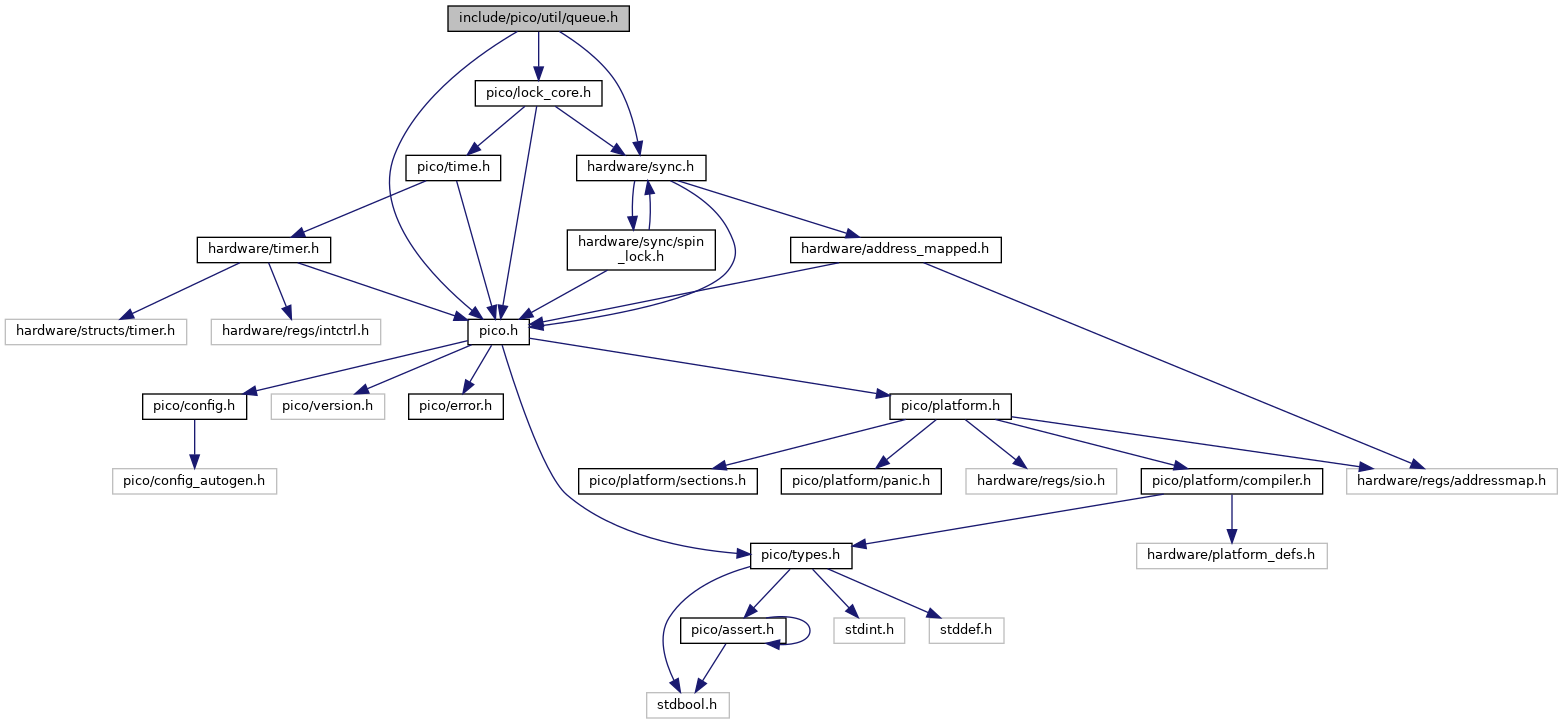 include/pico/util/queue.h
pico/lock_core.h
pico/time.h
hardware/sync.h
hardware/timer.h
hardware/sync/spin
_lock.h
hardware/address_mapped.h
hardware/structs/timer.h
hardware/regs/intctrl.h
pico.h
pico/config.h
pico/version.h
pico/error.h
pico/platform.h
pico/config_autogen.h
pico/platform/sections.h
pico/platform/panic.h
hardware/regs/sio.h
pico/platform/compiler.h
hardware/regs/addressmap.h
pico/types.h
hardware/platform_defs.h
pico/assert.h
stdint.h
stddef.h
stdbool.h